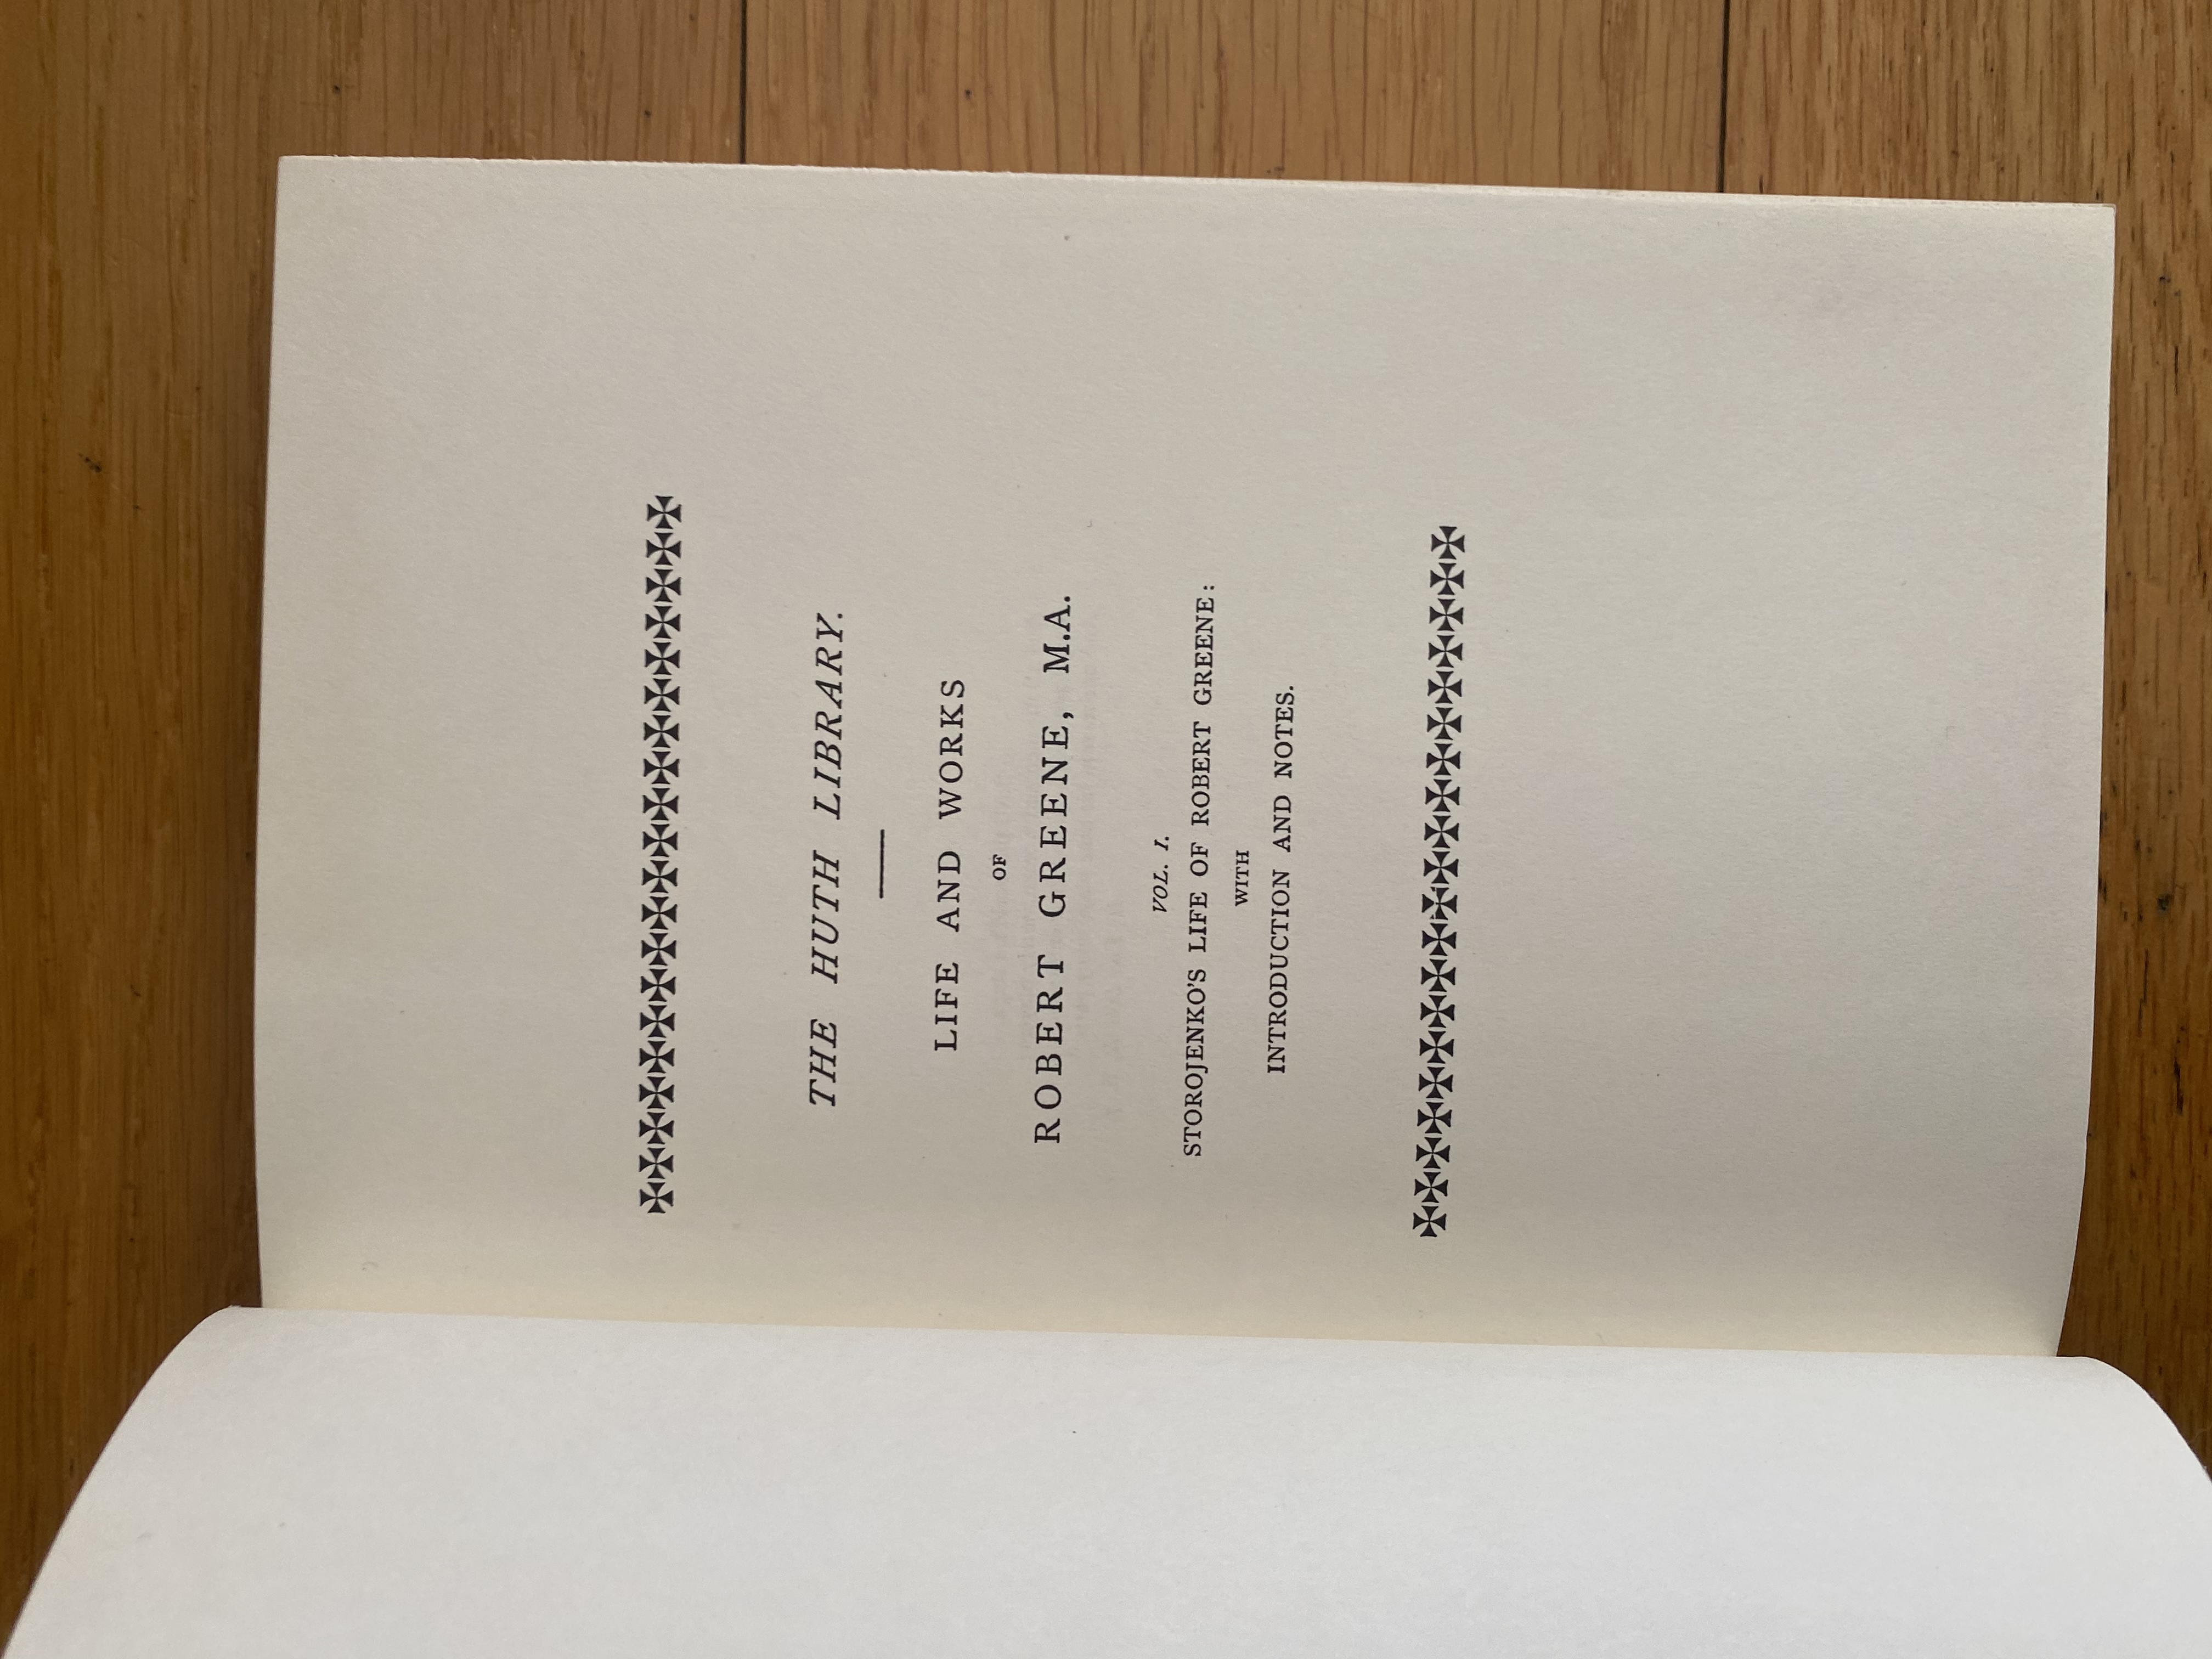 THE HUTH LIBRARY.
LIFE AND WORKS
OF
ROBERT GREENE, M.A.
VOL. I.
STOROJENKO'S LIFE OF ROBERT GREENE:
WITH
INTRODUCTION AND NOTES.